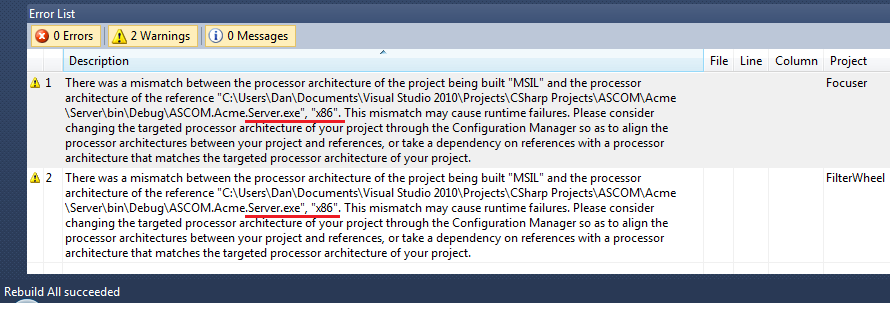 Error List
0 Errors 2 Warnings 0 Messages
Description File Line Column Project
1 There was a mismatch between the processor architecture of the project being built "MSIL" and the processor Focuser
architecture of the reference "C:\Users\Dan\Documents\Visual Studio 2010\Projects\CSharp Projects\ASCOM\Acme
\Server\bin\Debug\ASCOM.Acme.Server.exe", "x86". This mismatch may cause runtime failures. Please consider
changing the targeted processor architecture of your project through the Configuration Manager so as to align the
processor architectures between your project and references, or take a dependency on references with a processor
architecture that matches the targeted processor architecture of your project.
2 There was a mismatch between the processor architecture of the project being built "MSIL" and the processor FilterWheel
architecture of the reference "C:\Users\Dan\Documents\Visual Studio 2010\Projects\CSharp Projects\ASCOM\Acme
\Server\bin\Debug\ASCOM.Acme.Server.exe", "x86". This mismatch may cause runtime failures. Please consider
changing the targeted processor architecture of your project through the Configuration Manager so as to align the
processor architectures between your project and references, or take a dependency on references with a processor
architecture that matches the targeted processor architecture of your project.
Rebuild All succeeded